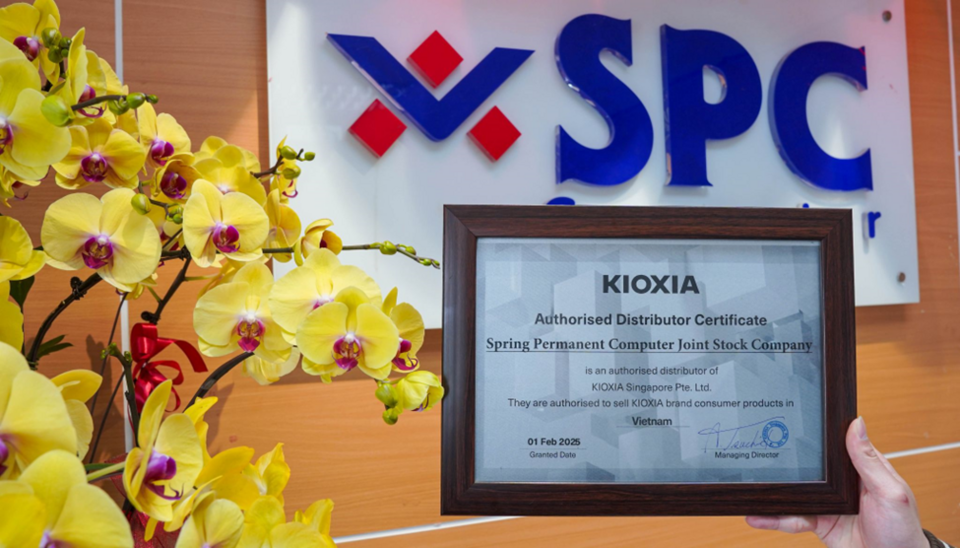 SPC
KIOXIA
Authorised Distributor Certificate
Spring Permanent Computer Joint Stock Company
is an authorised distributor of
KIOXIA Singapore Pte. Ltd.
They are authorised to sell KIOXIA brand consumer products in
Vietnam
01 Feb 2025
Granted Date
Managing Director